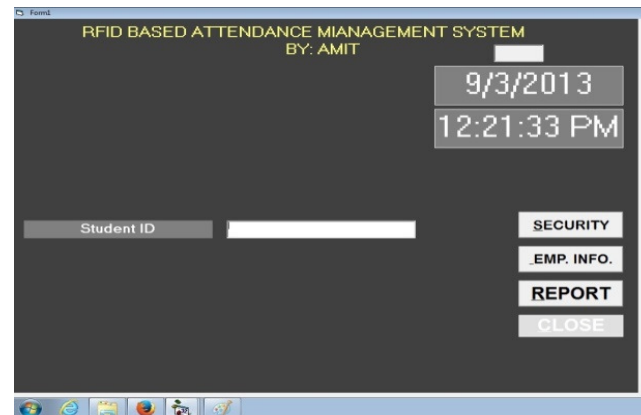 Form1
RFID BASED ATTENDANCE MIANAGEMENT SYSTEM
BY: AMIT
9/3/2013
12:21:33 PM
Student ID
SECURITY
EMP. INFO.
REPORT
CLOSE